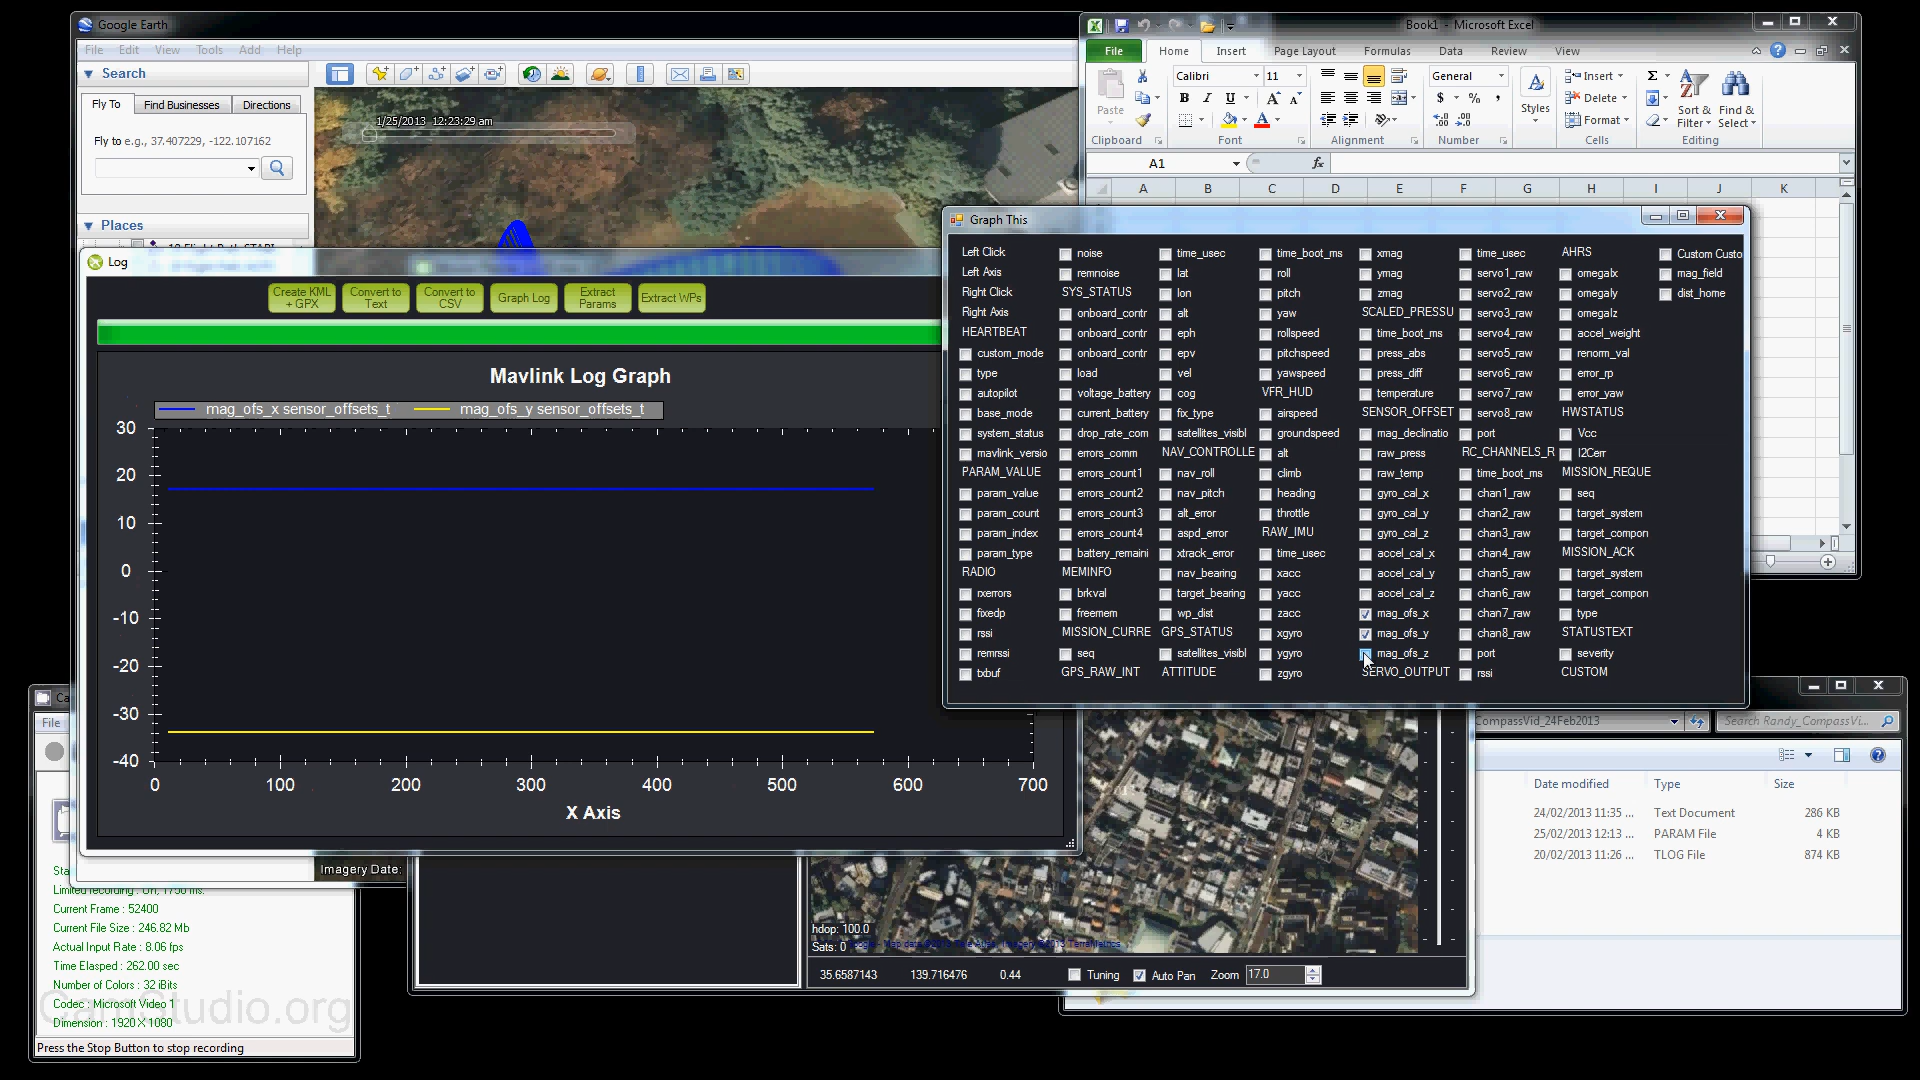 Google Earth
File Edit View Tools Add Help
Search
Fly To Find Businesses Directions
Fly to e.g., 37.407229, -122.107162
Places
1/25/2013 12:23:29 am
Book1 - Microsoft Excel
File Home Insert Page Layout Formulas Data Review View
Calibri 11 General
Paste Styles Insert Delete Format Sort & Filter Find & Select
Clipboard Font Alignment Number Cells Editing
A1 fx
A B C D E F G H I J K
Log
Create KML + GPX
Convert to Text
Convert to CSV
Graph Log
Extract Params
Extract WPs
Mavlink Log Graph
mag_ofs_x sensor_offsets_t mag_ofs_y sensor_offsets_t
30
20
10
0
-10
-20
-30
-40
0 100 200 300 400 500 600 700
X Axis
Graph This
Left Click
Left Axis
Right Click
Right Axis
HEARTBEAT
custom_mode
type
autopilot
base_mode
system_status
mavlink_versio
PARAM_VALUE
param_value
param_count
param_index
param_type
RADIO
rxerrors
fixedp
rssi
remrssi
txbuf
noise
remnoise
SYS_STATUS
onboard_contr
onboard_contr
onboard_contr
load
voltage_battery
current_battery
drop_rate_com
errors_comm
errors_count1
errors_count2
errors_count3
errors_count4
battery_remaini
MEMINFO
brkval
freemem
MISSION_CURRE
seq
GPS_RAW_INT
time_usec
lat
lon
alt
eph
epv
vel
cog
fix_type
satellites_visibl
NAV_CONTROLLE
nav_roll
nav_pitch
alt_error
aspd_error
xtrack_error
nav_bearing
target_bearing
wp_dist
GPS_STATUS
satellites_visibl
ATTITUDE
time_boot_ms
roll
pitch
yaw
rollspeed
pitchspeed
yawspeed
VFR_HUD
airspeed
groundspeed
alt
climb
heading
throttle
RAW_IMU
time_usec
xacc
yacc
zacc
xgyro
ygyro
zgyro
xmag
ymag
zmag
SCALED_PRESSU
time_boot_ms
press_abs
press_diff
temperature
SENSOR_OFFSET
mag_declinatio
raw_press
raw_temp
gyro_cal_x
gyro_cal_y
gyro_cal_z
accel_cal_x
accel_cal_y
accel_cal_z
mag_ofs_x
mag_ofs_y
mag_ofs_z
SERVO_OUTPUT
time_usec
servo1_raw
servo2_raw
servo3_raw
servo4_raw
servo5_raw
servo6_raw
servo7_raw
servo8_raw
port
RC_CHANNELS_R
time_boot_ms
chan1_raw
chan2_raw
chan3_raw
chan4_raw
chan5_raw
chan6_raw
chan7_raw
chan8_raw
port
rssi
AHRS
omegaIx
omegaIy
omegaIz
accel_weight
renorm_val
error_rp
error_yaw
HWSTATUS
Vcc
I2Cerr
MISSION_REQUE
seq
target_system
target_compon
MISSION_ACK
target_system
target_compon
type
STATUSTEXT
severity
CUSTOM
Custom Custo
mag_field
dist_home
Imagery Date:
File
Limited recording : On, 1750 ms.
Current Frame : 52400
Current File Size : 246.82 Mb
Actual Input Rate : 8.06 fps
Time Elasped : 262.00 sec
Number of Colors : 32 iBits
Codec : Microsoft Video 1
Dimension : 1920 X 1080
CamStudio.org
Press the Stop Button to stop recording
hdop: 100.0
Sats: 0
35.6587143 139.716476 0.44 Tuning Auto Pan Zoom 17.0
CompassVid_24Feb2013 Search Randy_CompassVi...
Date modified Type Size
24/02/2013 11:35 ... Text Document 286 KB
25/02/2013 12:13 ... PARAM File 4 KB
20/02/2013 11:26 ... TLOG File 874 KB